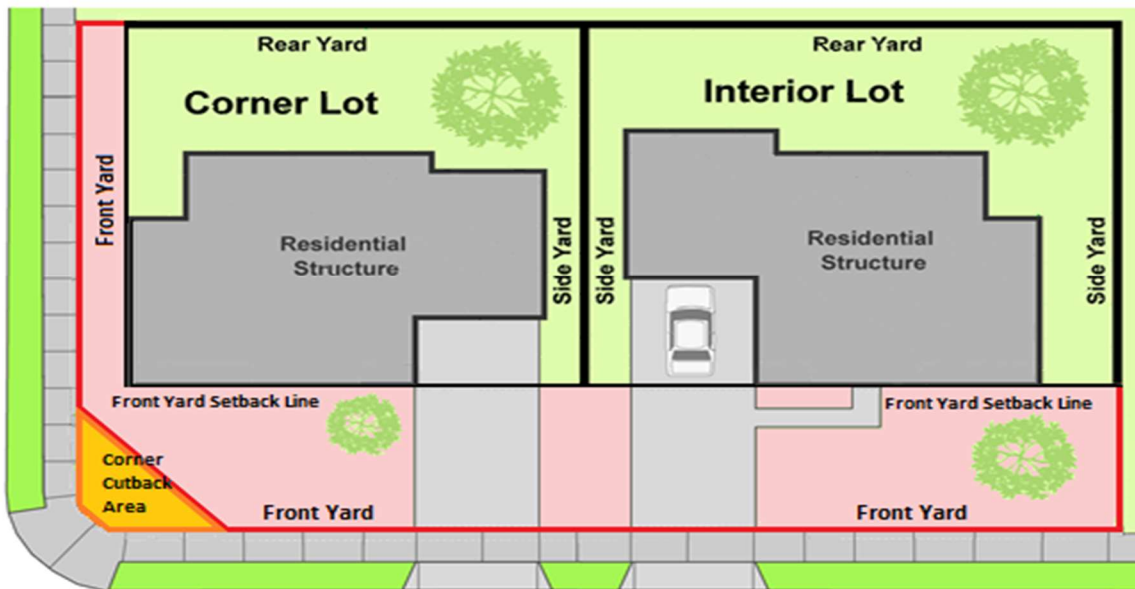 Rear Yard
Corner Lot
Front Yard
Residential
Structure
Side Yard
Front Yard Setback Line
Corner
Cutback
Area
Front Yard
Rear Yard
Interior Lot
Side Yard
Residential
Structure
Side Yard
Front Yard Setback Line
Front Yard